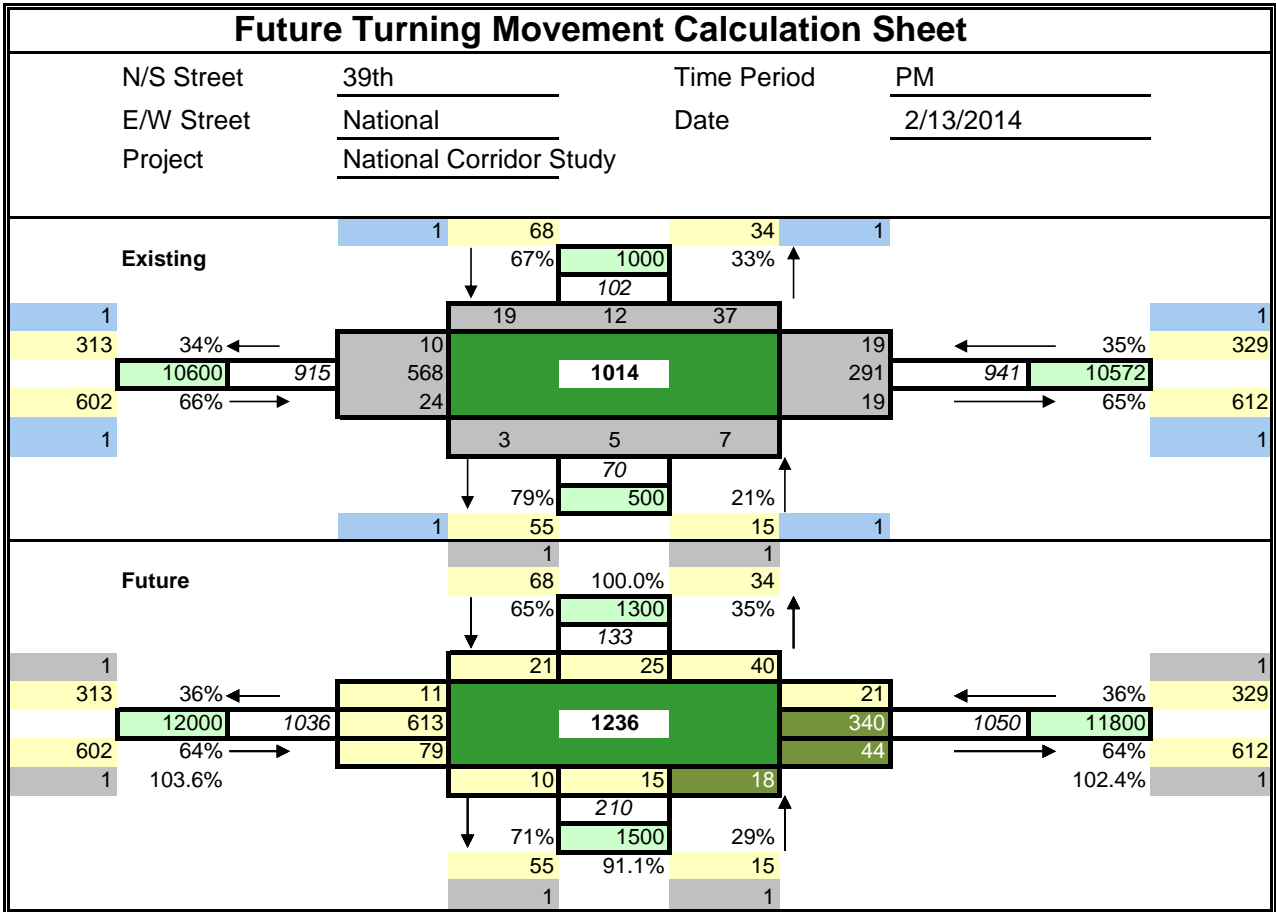 Future Turning Movement Calculation Sheet
N/S Street 39th Time Period PM
E/W Street National Date 2/13/2014
Project National Corridor Study
1 68 34 1
Existing 67% 1000 33%
102
1 19 12 37 1
313 34% 10 19 35% 329
10600 915 568 1014 291 941 10572
602 66% 24 19 65% 612
1 3 5 7 1
70
79% 500 21%
1 55 15 1
1 1
Future 68 100.0% 34
65% 1300 35%
133
1 21 25 40 1
313 36% 11 21 36% 329
12000 1036 613 1236 340 1050 11800
602 64% 79 44 64% 612
1 103.6% 10 15 18 102.4% 1
210
71% 1500 29%
55 91.1% 15
1 1